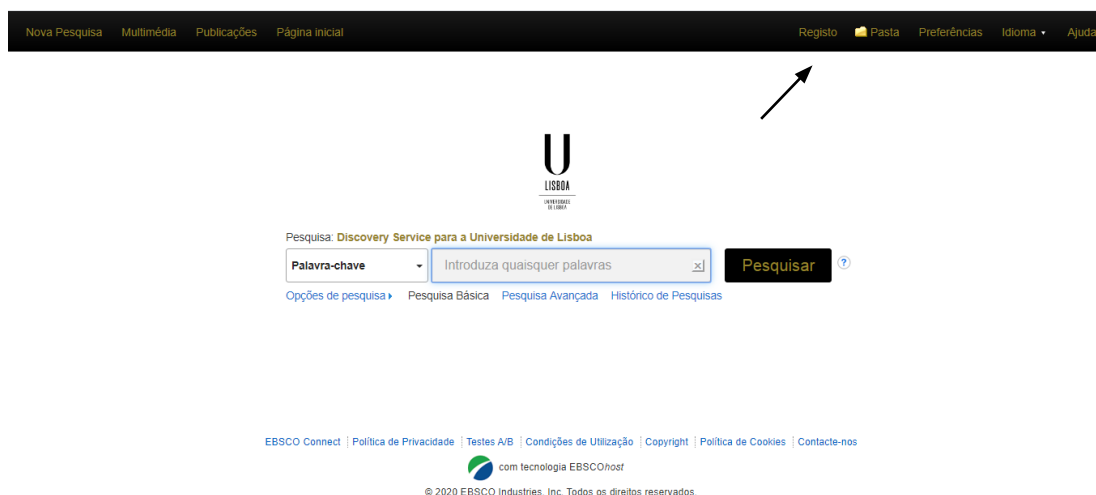 Nova Pesquisa Multimédia Publicações Página inicial Registo Pasta Preferências Idioma Ajuda
U
LISBOA
UNIVERSIDADE
DE LISBOA
Pesquisa: Discovery Service para a Universidade de Lisboa
Palavra-chave Introduza quaisquer palavras x Pesquisar ?
Opções de pesquisa Pesquisa Básica Pesquisa Avançada Histórico de Pesquisas
EBSCO Connect Política de Privacidade Testes A/B Condições de Utilização Copyright Política de Cookies Contacte-nos
com tecnologia EBSCOhost
© 2020 EBSCO Industries, Inc. Todos os direitos reservados.